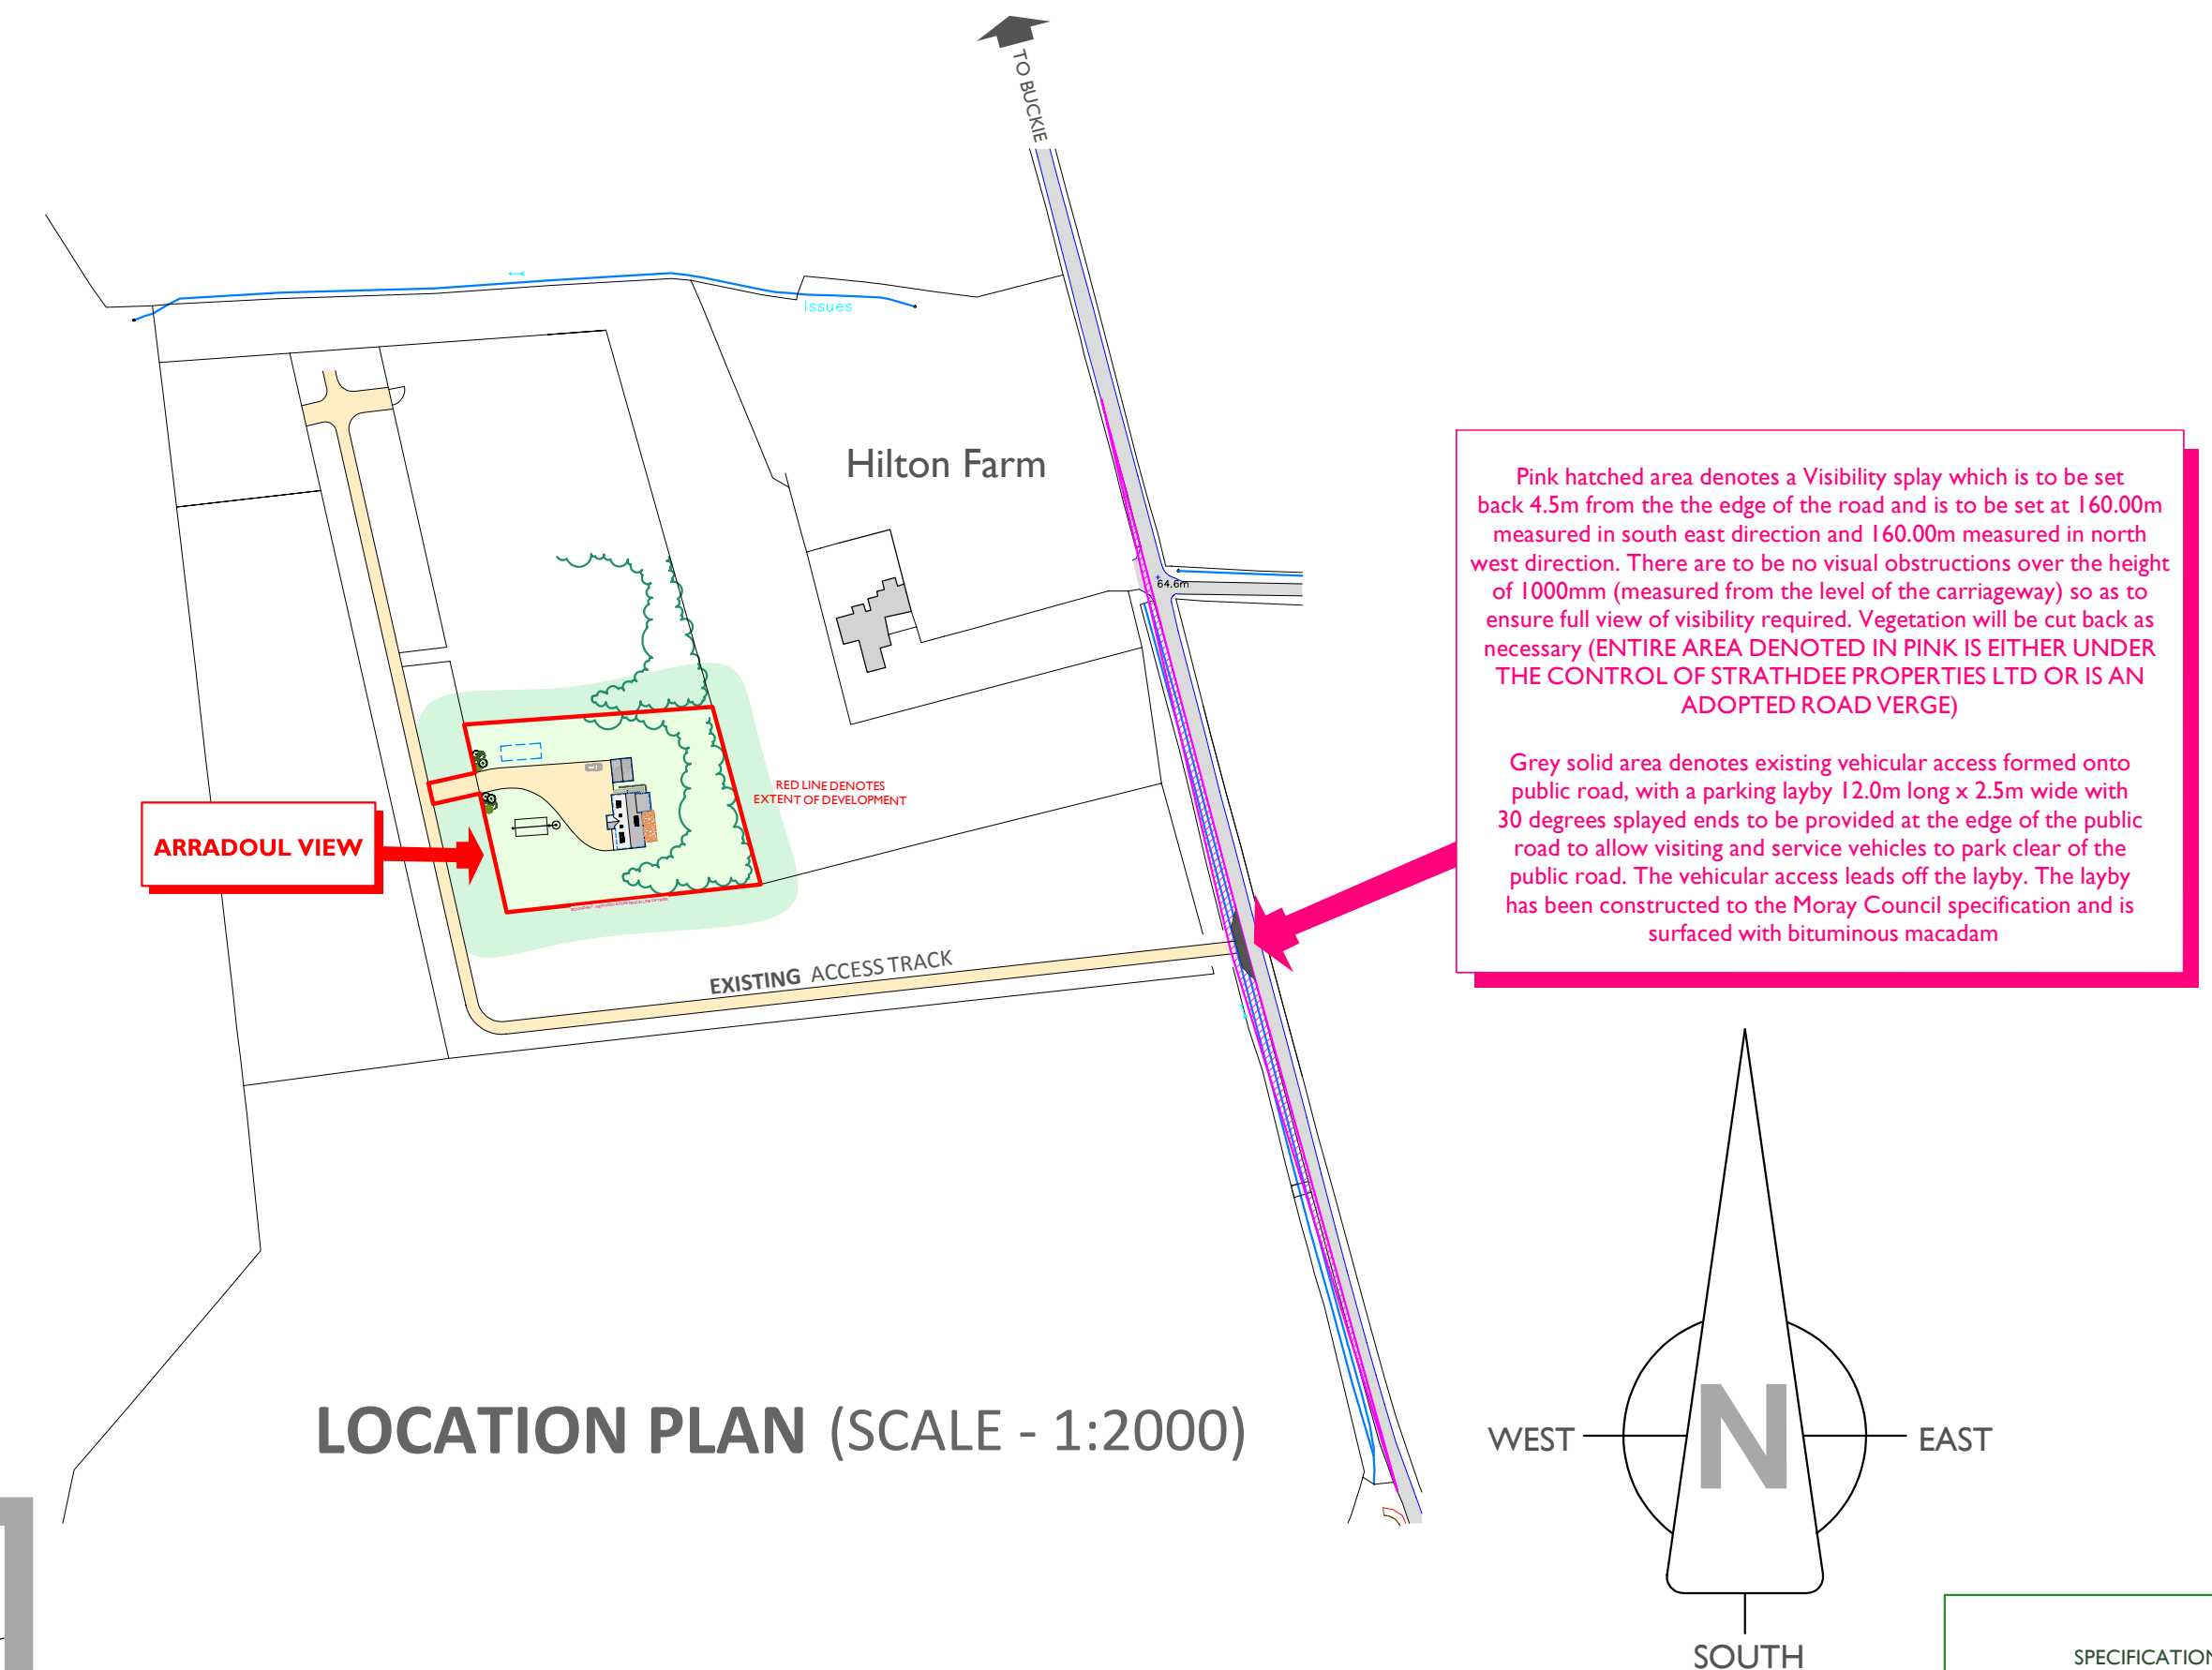 TO BUCKIE
Issues
Hilton Farm
64.6m
Pink hatched area denotes a Visibility splay which is to be set
back 4.5m from the the edge of the road and is to be set at 160.00m
measured in south east direction and 160.00m measured in north
west direction. There are to be no visual obstructions over the height
of 1000mm (measured from the level of the carriageway) so as to
ensure full view of visibility required. Vegetation will be cut back as
necessary (ENTIRE AREA DENOTED IN PINK IS EITHER UNDER
THE CONTROL OF STRATHDEE PROPERTIES LTD OR IS AN
ADOPTED ROAD VERGE)
Grey solid area denotes existing vehicular access formed onto
public road, with a parking layby 12.0m long x 2.5m wide with
30 degrees splayed ends to be provided at the edge of the public
road to allow visiting and service vehicles to park clear of the
public road. The vehicular access leads off the layby. The layby
has been constructed to the Moray Council specification and is
surfaced with bituminous macadam
RED LINE DENOTES
EXTENT OF DEVELOPMENT
ARRADOUL VIEW
EXISTING ACCESS TRACK
LOCATION PLAN (SCALE - 1:2000)
WEST
N
EAST
SOUTH
SPECIFICATION